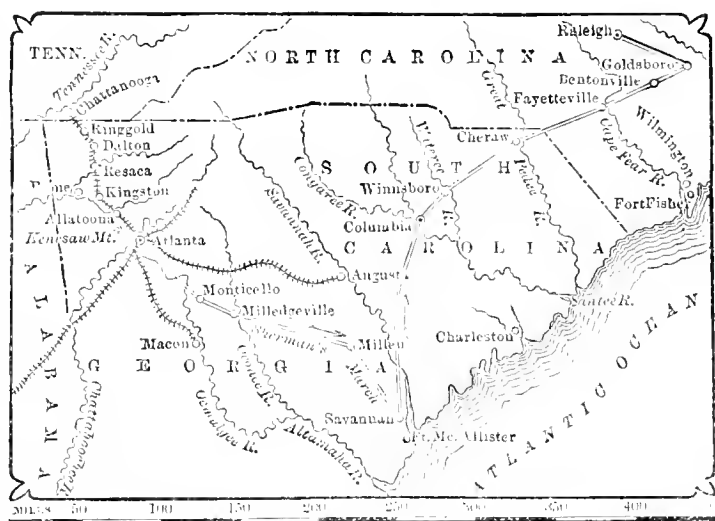 Raleigh
TENN.
NORTH CAROLINA
Goldsboro
Tennessee R.
Bentonville
Chattanooga
Great
Fayetteville
Ringgold
Wilmington
Dalton
Wateree
R.
Cheraw
Cape Fear R.
SOUTH
Resaca
Congaree R.
Winnsboro
Pedee R.
Kingston
Rome
Fort Fisher
Allatoona
Savannah R.
Columbia
Kenesaw Mt.
Atlanta
CAROLINA
August
Monticello
Santee R.
Milledgeville
Sherman's
March
Charleston
Macon
Millen
ALABAMA
GEORGIA
Oconee R.
ATLANTIC OCEAN
Chattahoochee
Ocmulgee R.
Savannah
Altamaha R.
Ft. Mc. Allister
MILES 50 100 150 200 250 300 350 400